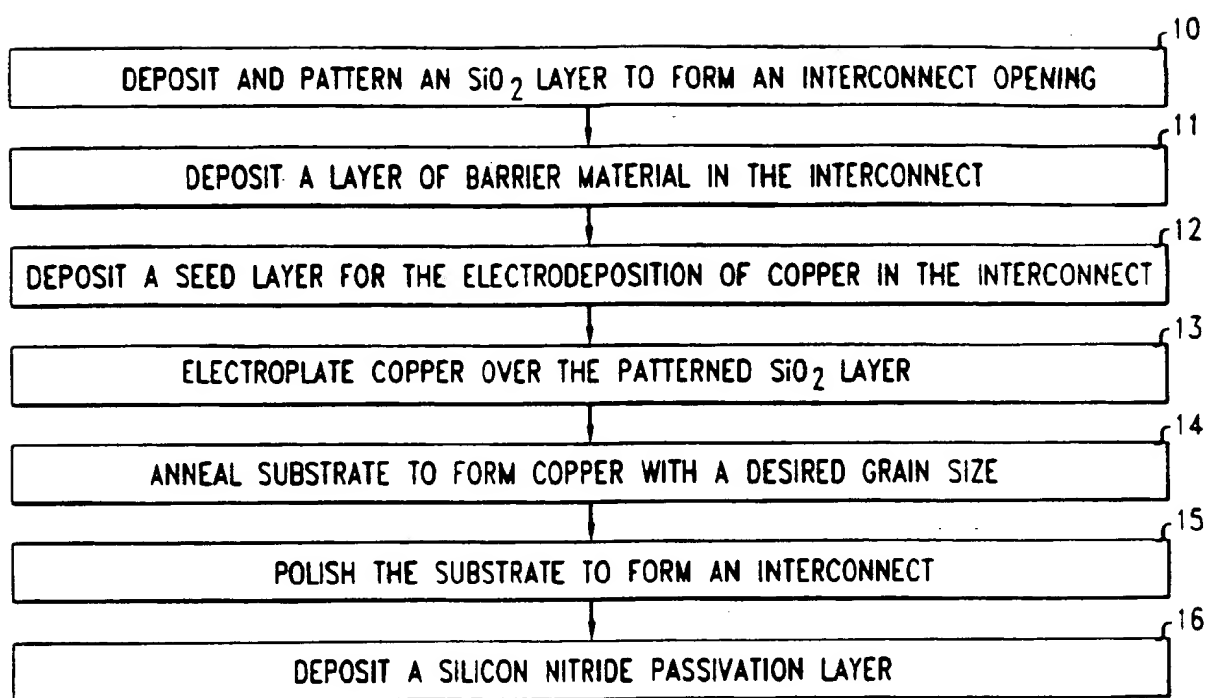 10
DEPOSIT AND PATTERN AN SiO2 LAYER TO FORM AN INTERCONNECT OPENING
11
DEPOSIT A LAYER OF BARRIER MATERIAL IN THE INTERCONNECT
12
DEPOSIT A SEED LAYER FOR THE ELECTRODEPOSITION OF COPPER IN THE INTERCONNECT
13
ELECTROPLATE COPPER OVER THE PATTERNED SiO2 LAYER
14
ANNEAL SUBSTRATE TO FORM COPPER WITH A DESIRED GRAIN SIZE
15
POLISH THE SUBSTRATE TO FORM AN INTERCONNECT
16
DEPOSIT A SILICON NITRIDE PASSIVATION LAYER